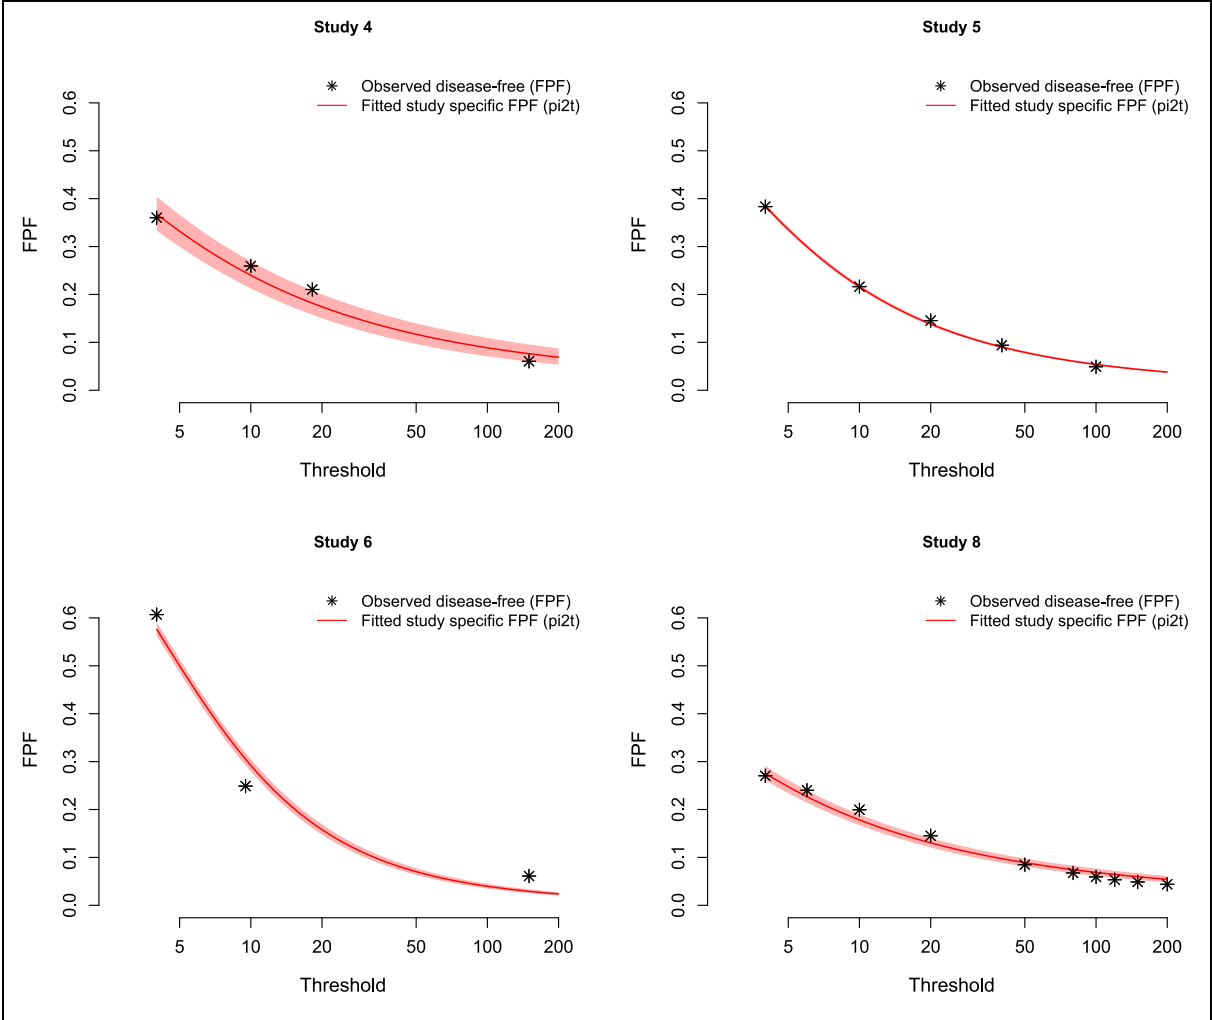 Study 4
Observed disease-free (FPF)
Fitted study specific FPF (pi2t)
FPF
0.0 0.1 0.2 0.3 0.4 0.5 0.6
5 10 20 50 100 200
Threshold
Study 5
Observed disease-free (FPF)
Fitted study specific FPF (pi2t)
FPF
0.0 0.1 0.2 0.3 0.4 0.5 0.6
5 10 20 50 100 200
Threshold
Study 6
Observed disease-free (FPF)
Fitted study specific FPF (pi2t)
FPF
0.0 0.1 0.2 0.3 0.4 0.5 0.6
5 10 20 50 100 200
Threshold
Study 8
Observed disease-free (FPF)
Fitted study specific FPF (pi2t)
FPF
0.0 0.1 0.2 0.3 0.4 0.5 0.6
5 10 20 50 100 200
Threshold